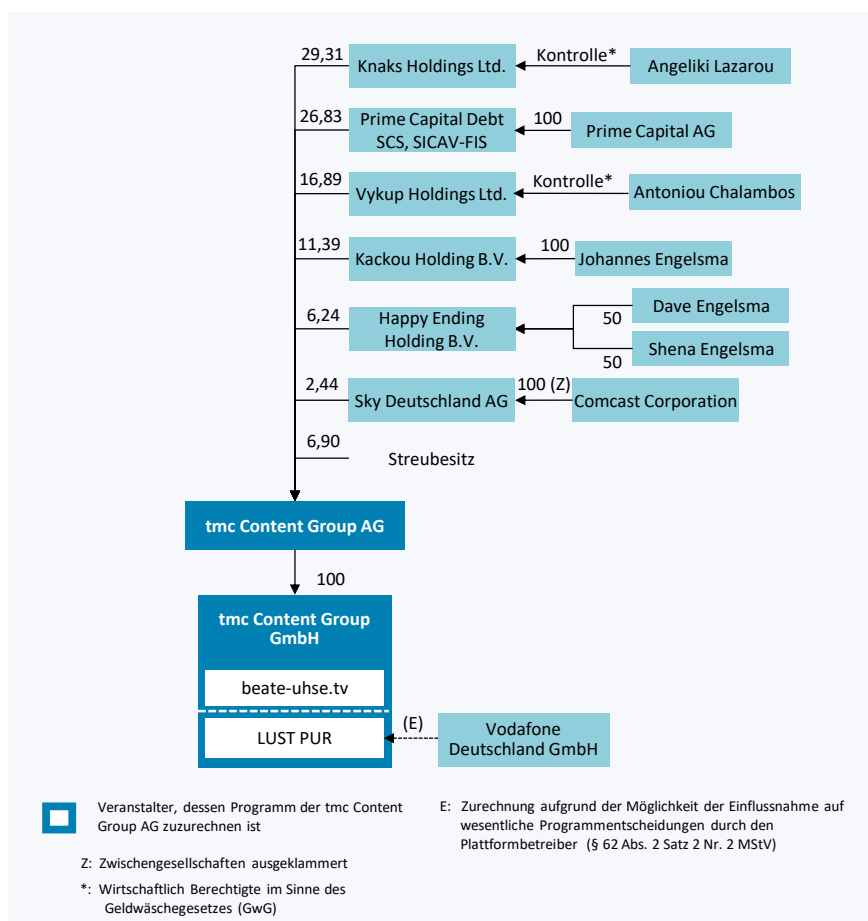 29,31
Knaks Holdings Ltd.
Kontrolle*
Angeliki Lazarou
26,83
Prime Capital Debt
SCS, SICAV-FIS
100
Prime Capital AG
16,89
Vykup Holdings Ltd.
Kontrolle*
Antoniou Chalambos
11,39
Kackou Holding B.V.
100
Johannes Engelsma
6,24
Happy Ending
Holding B.V.
50
Dave Engelsma
50
Shena Engelsma
2,44
Sky Deutschland AG
100 (Z)
Comcast Corporation
6,90
Streubesitz
tmc Content Group AG
100
tmc Content Group
GmbH
beate-uhse.tv
LUST PUR
(E)
Vodafone
Deutschland GmbH
Veranstalter, dessen Programm der tmc Content
Group AG zuzurechnen ist
Z: Zwischengesellschaften ausgeklammert
*: Wirtschaftlich Berechtigte im Sinne des
Geldwäschegesetzes (GwG)
E: Zurechnung aufgrund der Möglichkeit der Einflussnahme auf
wesentliche Programmentscheidungen durch den
Plattformbetreiber (§ 62 Abs. 2 Satz 2 Nr. 2 MStV)